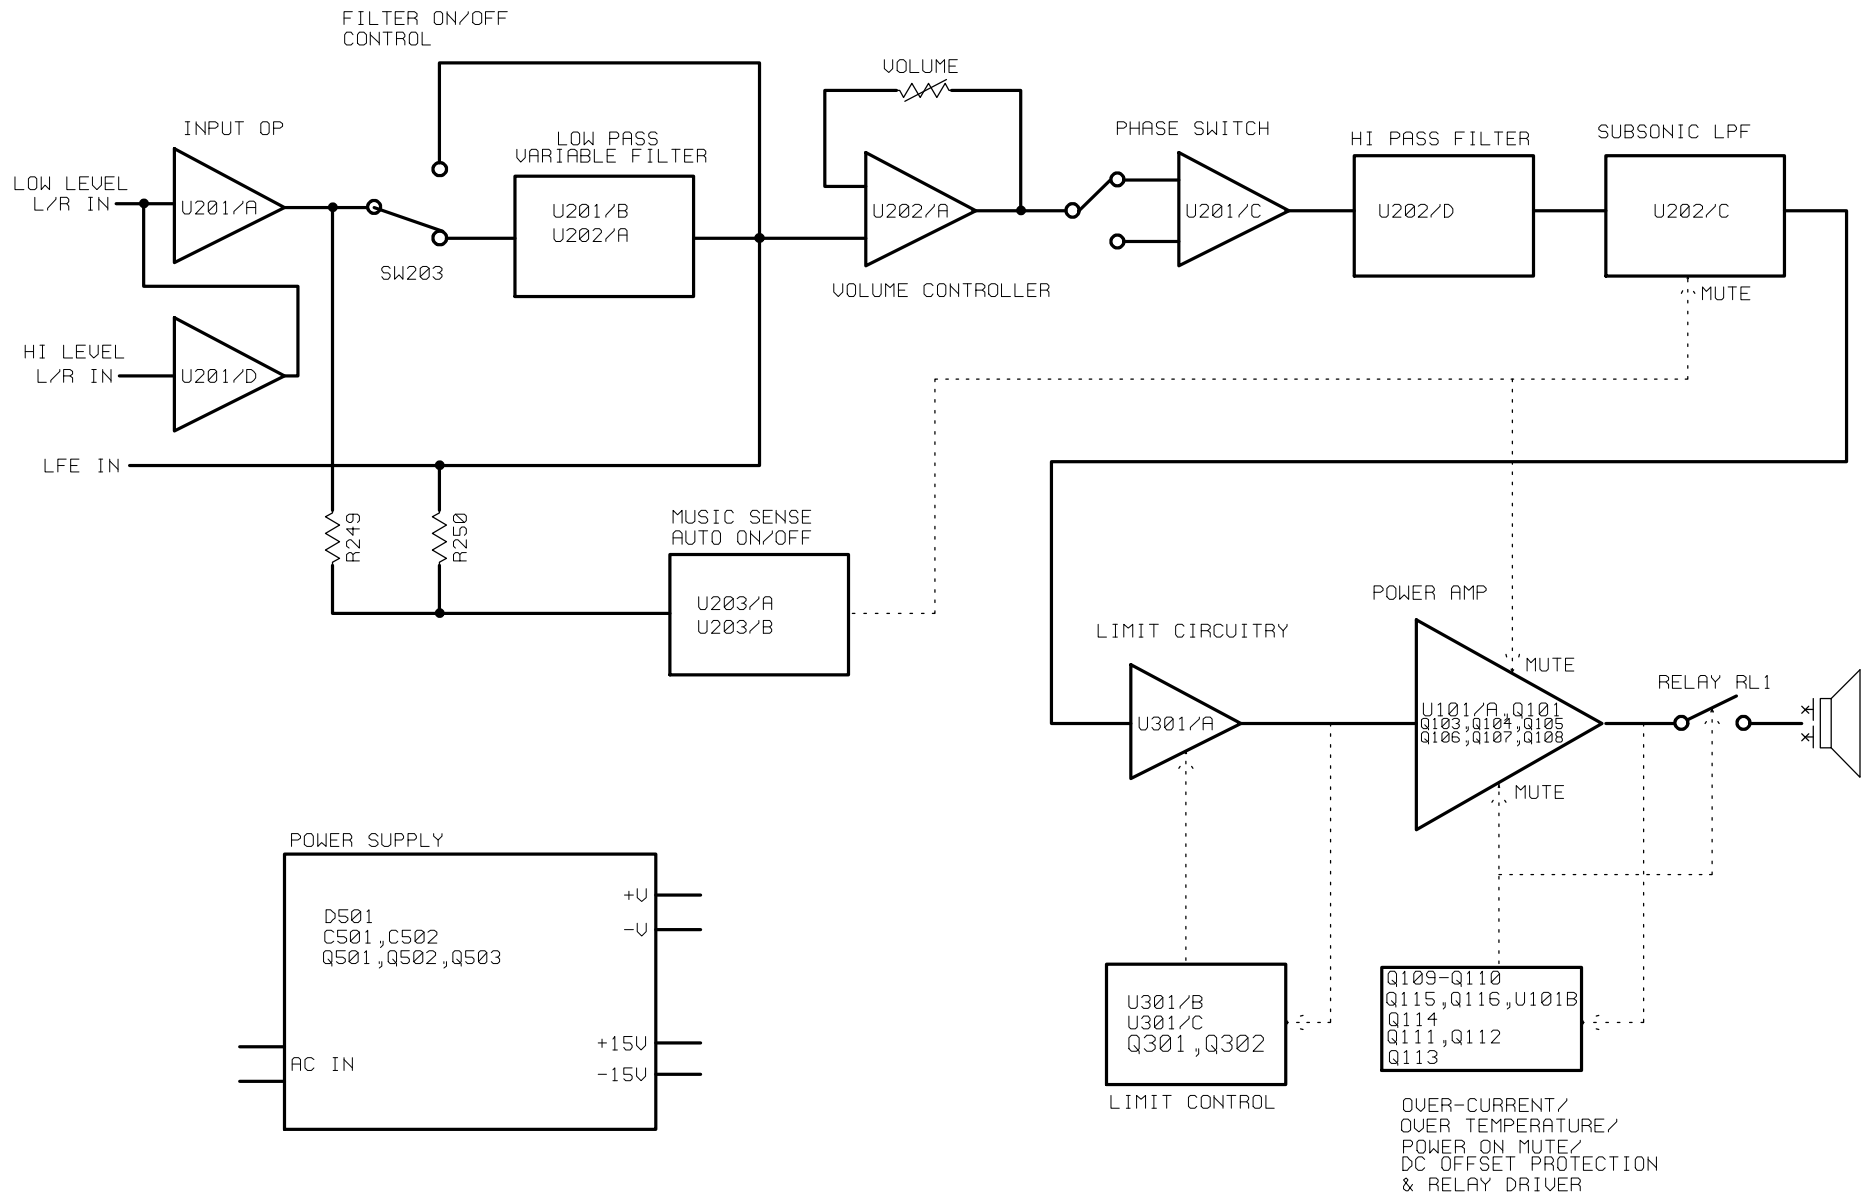 FILTER ON/OFF
CONTROL
VOLUME
INPUT OP
LOW PASS
VARIABLE FILTER
PHASE SWITCH
HI PASS FILTER
SUBSONIC LPF
LOW LEVEL
L/R IN
U201/A
U201/B
U202/A
U202/A
U201/C
U202/D
U202/C
SW203
VOLUME CONTROLLER
MUTE
HI LEVEL
L/R IN
U201/D
LFE IN
R249
R250
MUSIC SENSE
AUTO ON/OFF
U203/A
U203/B
POWER AMP
LIMIT CIRCUITRY
MUTE
RELAY RL1
U301/A
U101/A,Q101
Q103,Q104,Q105
Q106,Q107,Q108
MUTE
POWER SUPPLY
+V
-V
D501
C501,C502
Q501,Q502,Q503
+15V
-15V
AC IN
U301/B
U301/C
Q301,Q302
LIMIT CONTROL
Q109-Q110
Q115,Q116,U101B
Q114
Q111,Q112
Q113
OVER-CURRENT/
OVER TEMPERATURE/
POWER ON MUTE/
DC OFFSET PROTECTION
& RELAY DRIVER